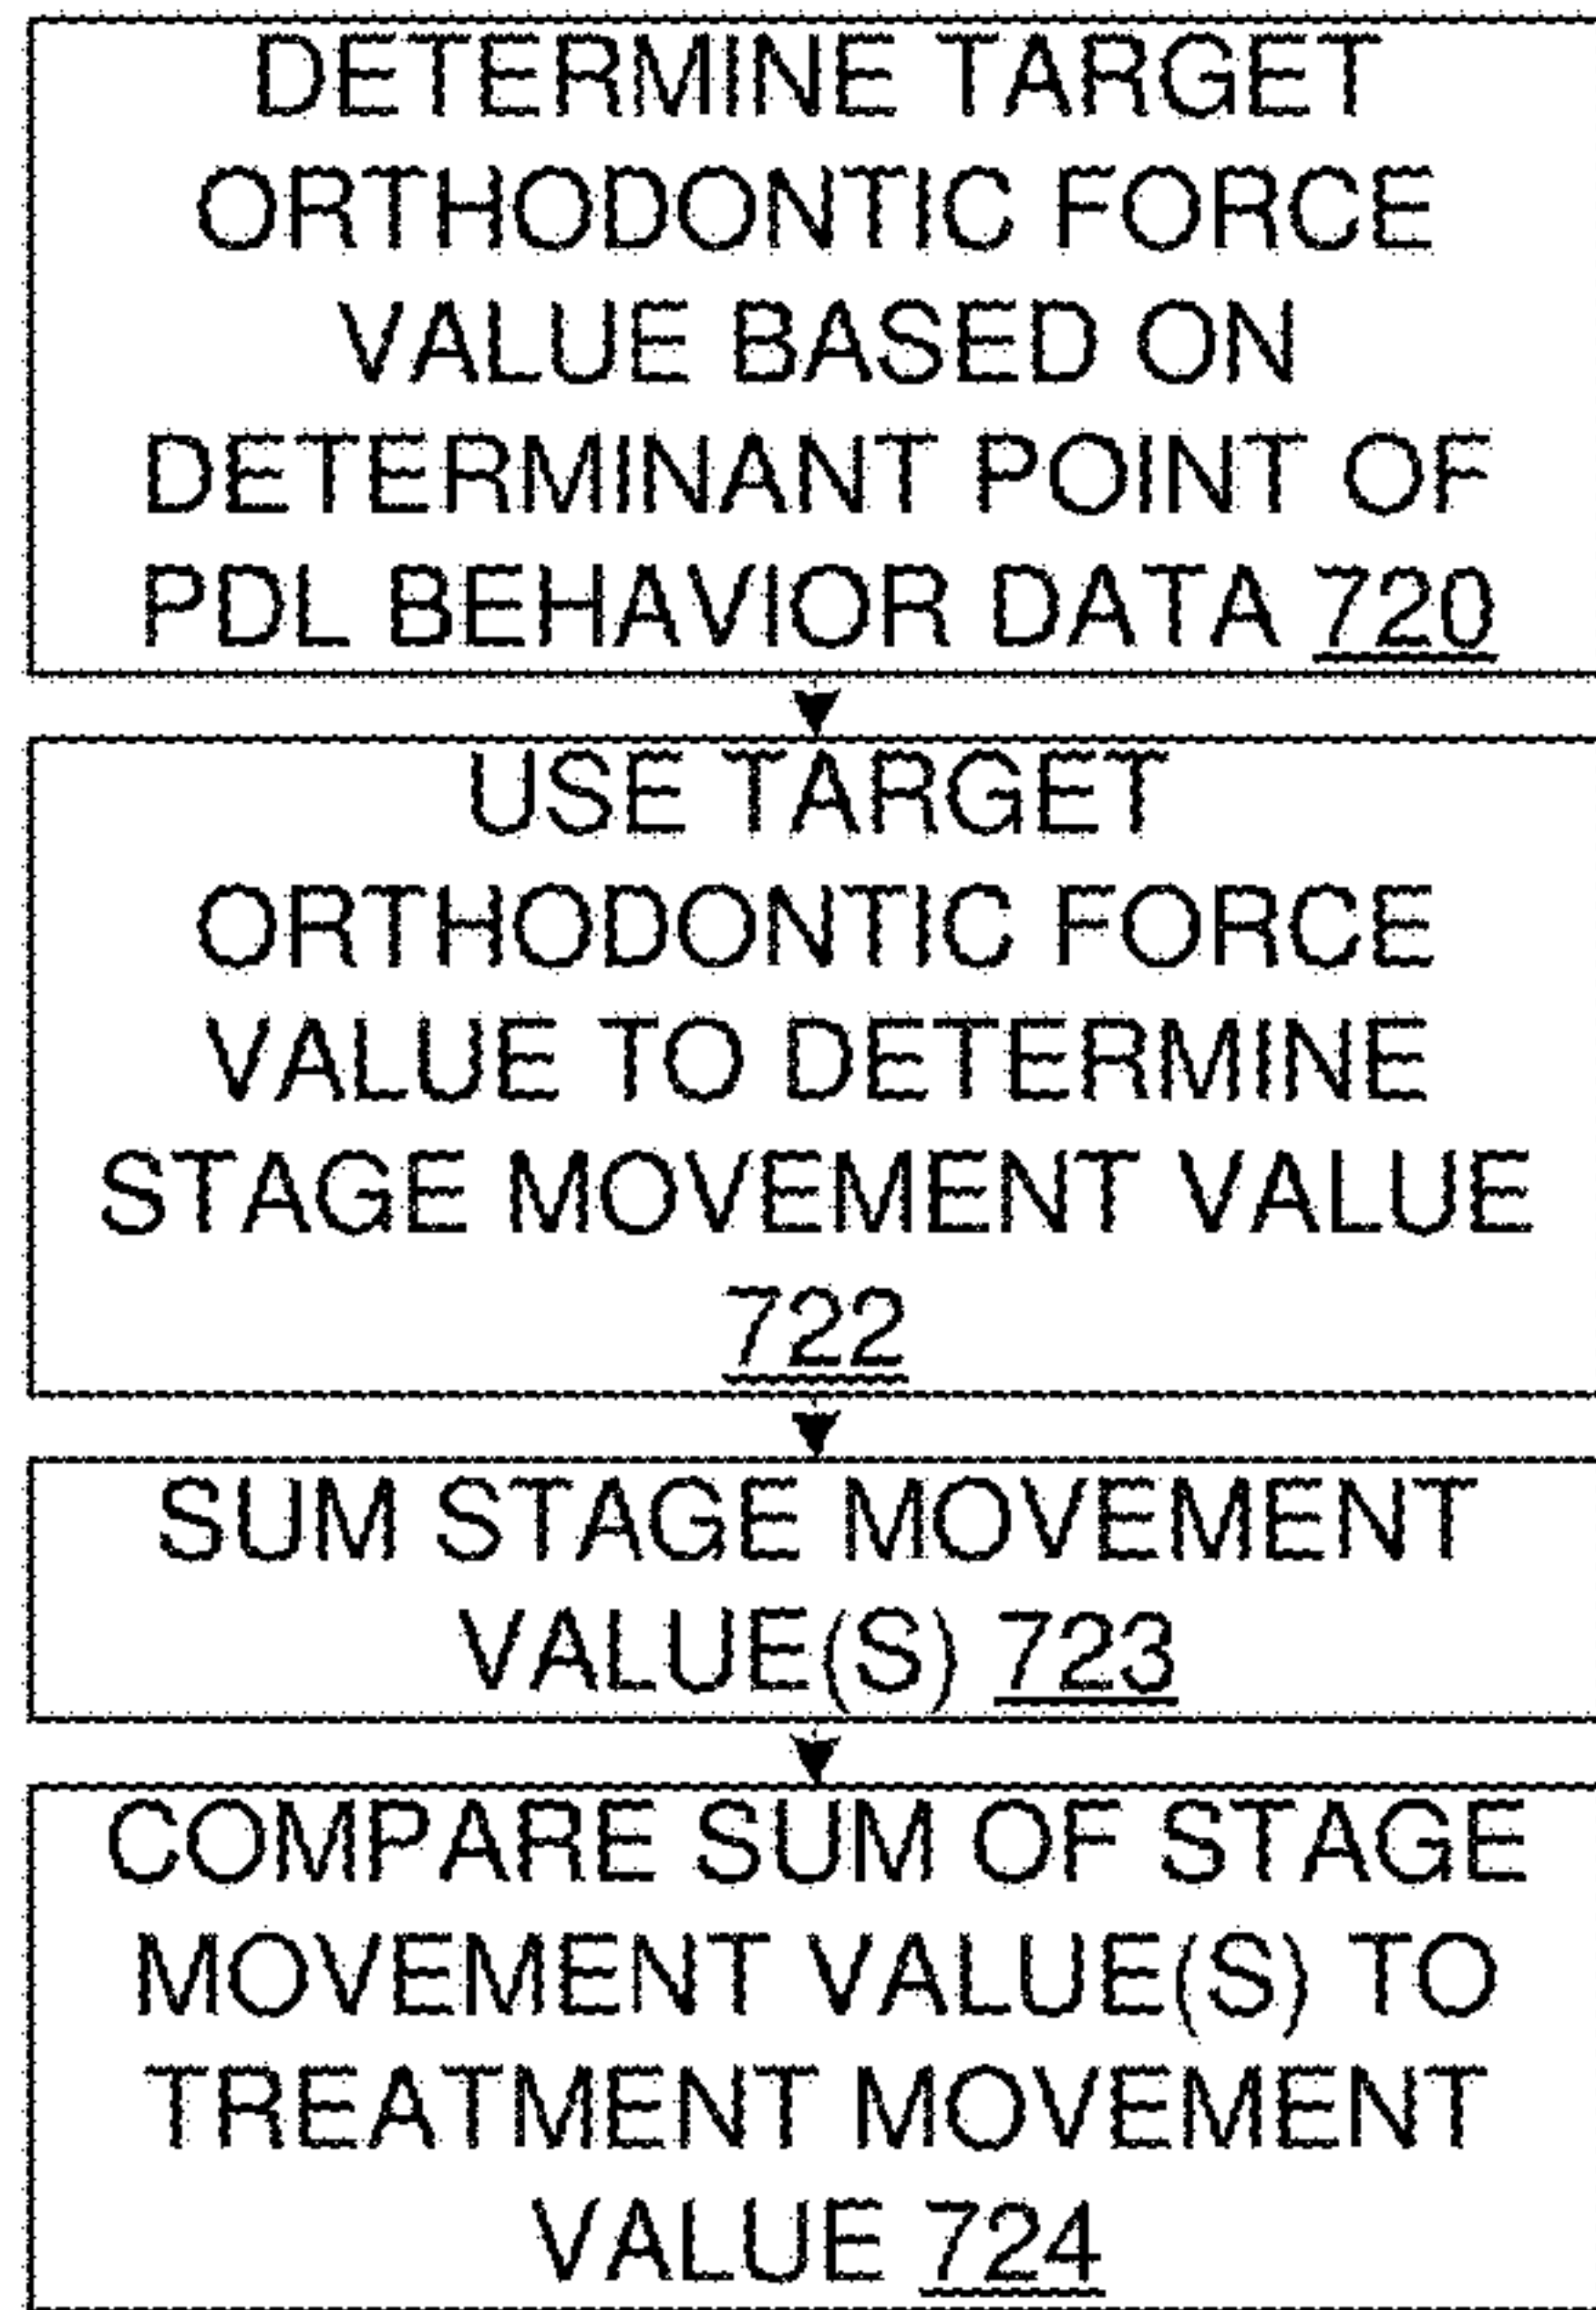 DETERMINE TARGET
ORTHODONTIC FORCE
VALUE BASED ON
DETERMINANT POINT OF
PDL BEHAVIOR DATA 720
USE TARGET
ORTHODONTIC FORCE
VALUE TO DETERMINE
STAGE MOVEMENT VALUE
722
SUM STAGE MOVEMENT
VALUE(S) 723
COMPARE SUM OF STAGE
MOVEMENT VALUE(S) TO
TREATMENT MOVEMENT
VALUE 724